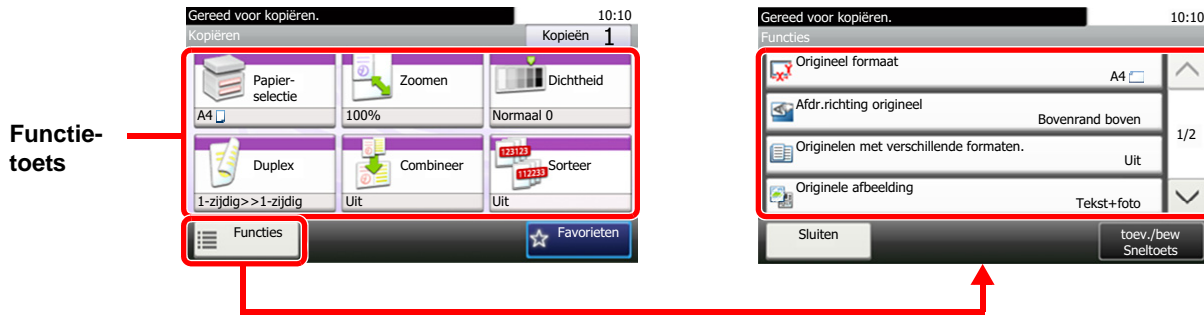 Functie-
toets
Gereed voor kopiëren.
10:10
Kopiëren
Kopieën 1
Papier-
selectie
A4
Zoomen
100%
Dichtheid
Normaal 0
Duplex
1-zijdig>>1-zijdig
Combineer
Uit
123123
112233
Sorteer
Uit
Functies
Favorieten
Gereed voor kopiëren.
10:10
Functies
Origineel formaat
A4
Afdr.richting origineel
Bovenrand boven
Originelen met verschillende formaten.
Uit
Originele afbeelding
Tekst+foto
1/2
Sluiten
toev./bew
Sneltoets